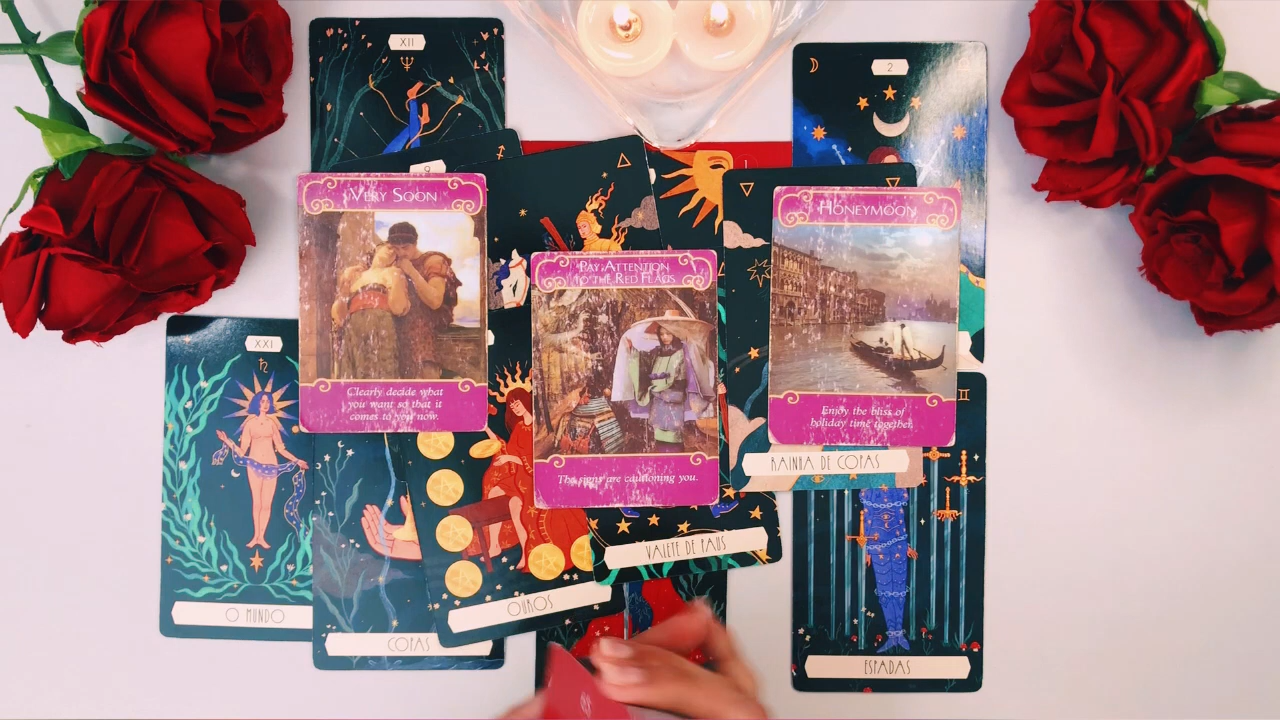 XII
2
9
1
VERY SOON
Clearly decide what
you want so that it
comes to you now.
PAY ATTENTION
TO THE RED FLAGS
The signs are cautioning you.
HONEYMOON
Enjoy the bliss of
holiday time together.
XXI
O MUNDO
COPAS
OUROS
VALETE DE PAUS
RAINHA DE COPAS
ESPADAS